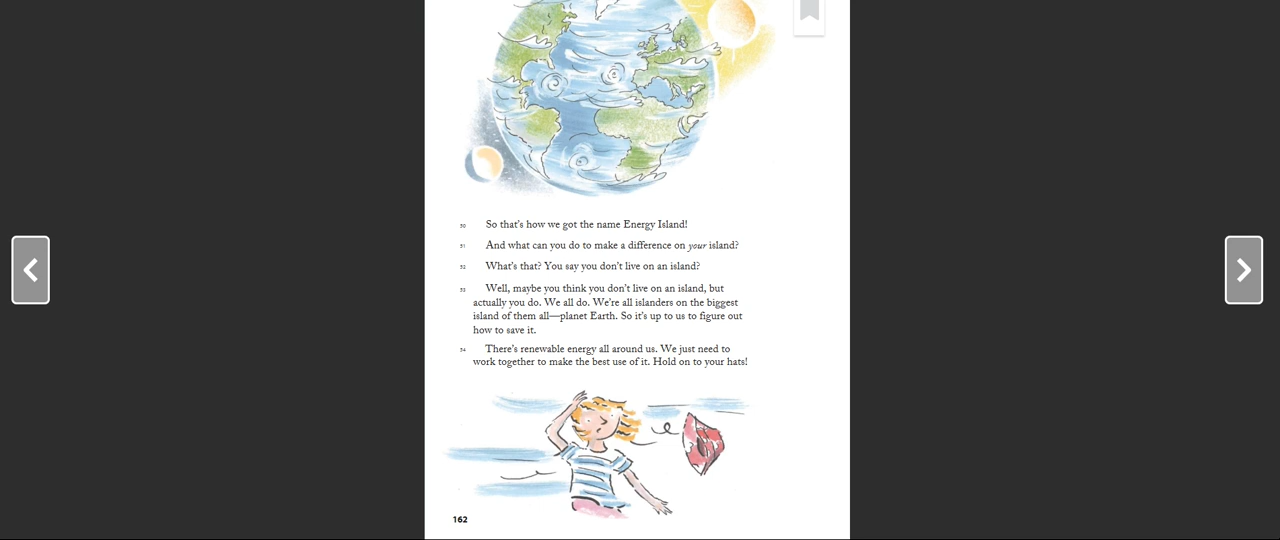 50 So that's how we got the name Energy Island!
51 And what can you do to make a difference on your island?
52 What's that? You say you don't live on an island?
53 Well, maybe you think you don't live on an island, but
actually you do. We all do. We're all islanders on the biggest
island of them all—planet Earth. So it's up to us to figure out
how to save it.
54 There's renewable energy all around us. We just need to
work together to make the best use of it. Hold on to your hats!
162